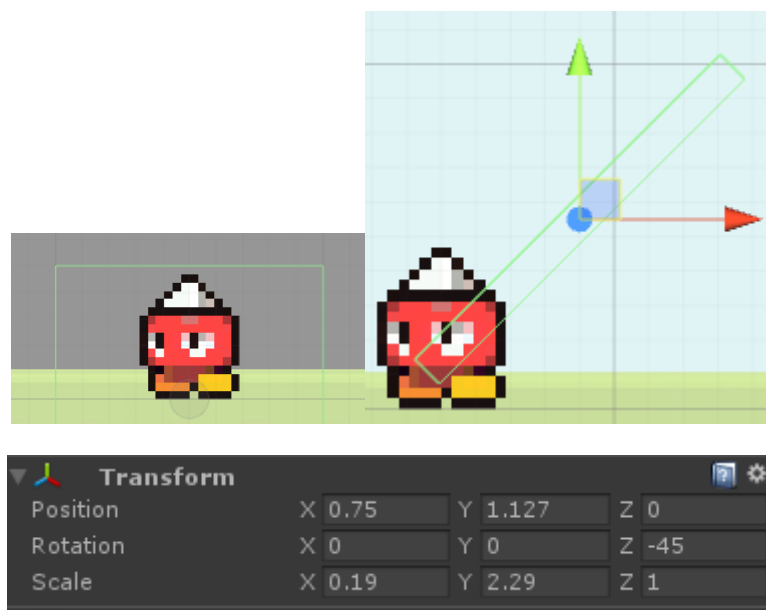 Transform
Position X 0.75 Y 1.127 Z 0
Rotation X 0 Y 0 Z -45
Scale X 0.19 Y 2.29 Z 1